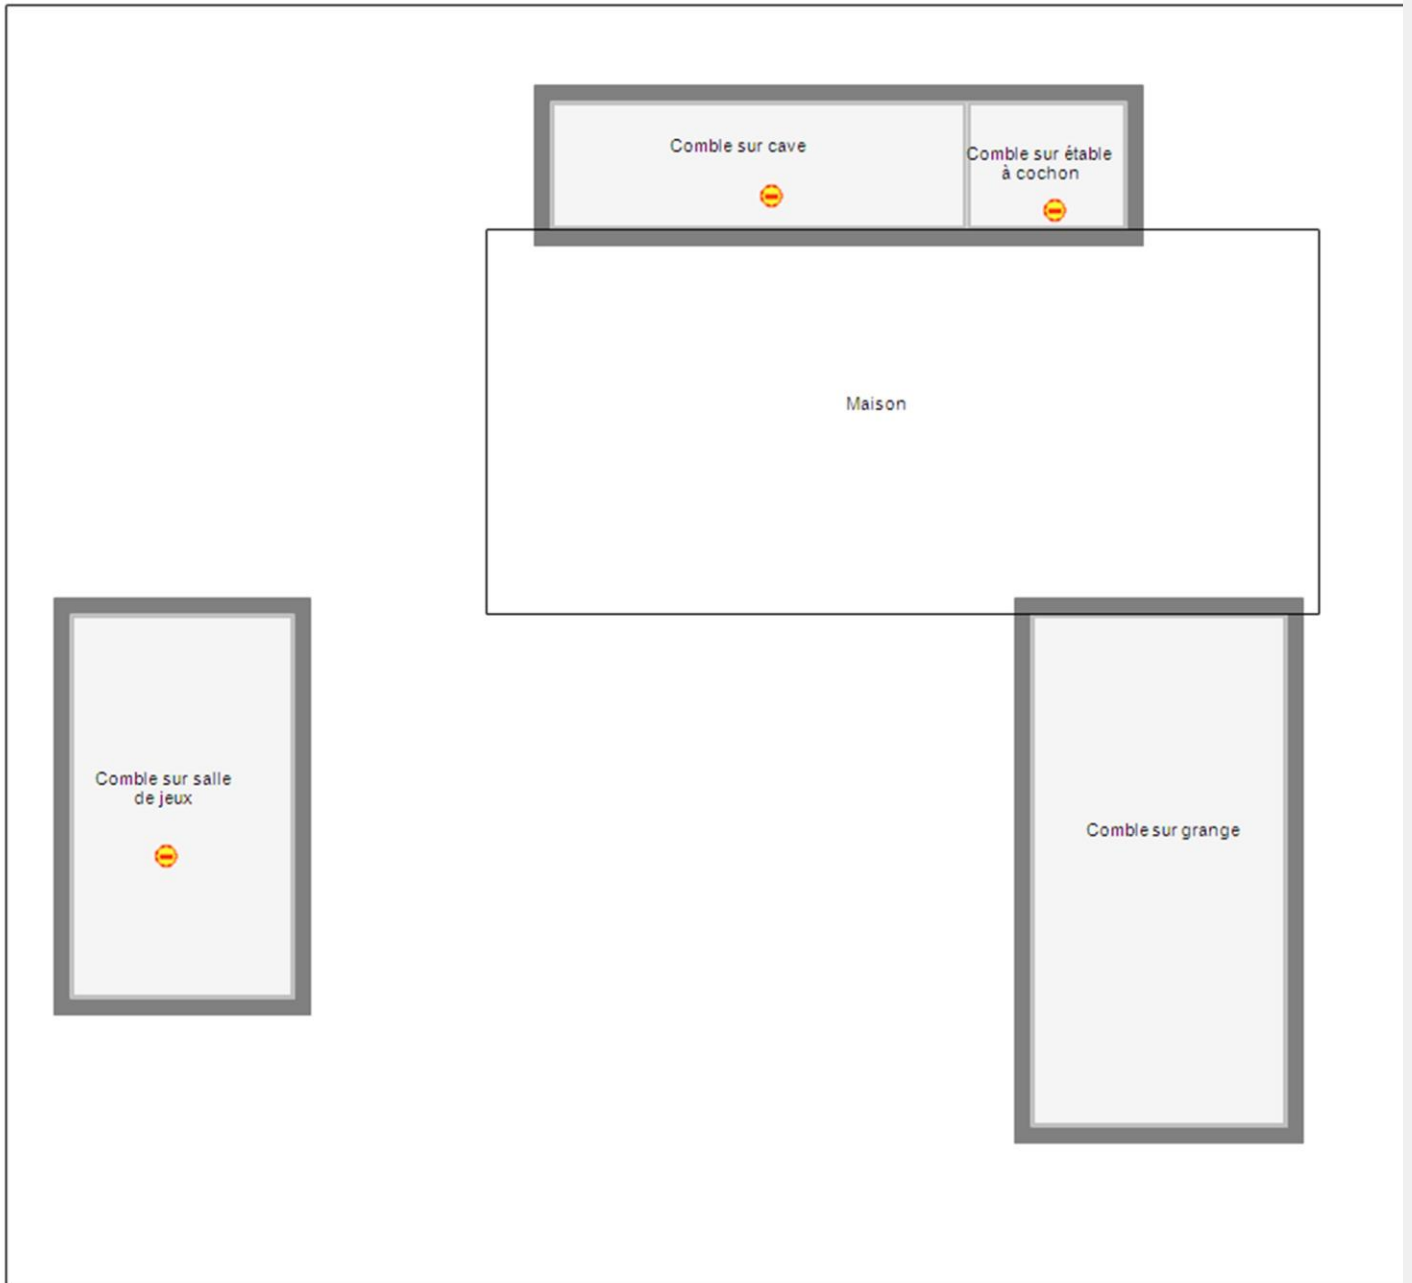 Comble sur cave
Comble sur étable
à cochon
Maison
Comble sur salle
de jeux
Comble sur grange